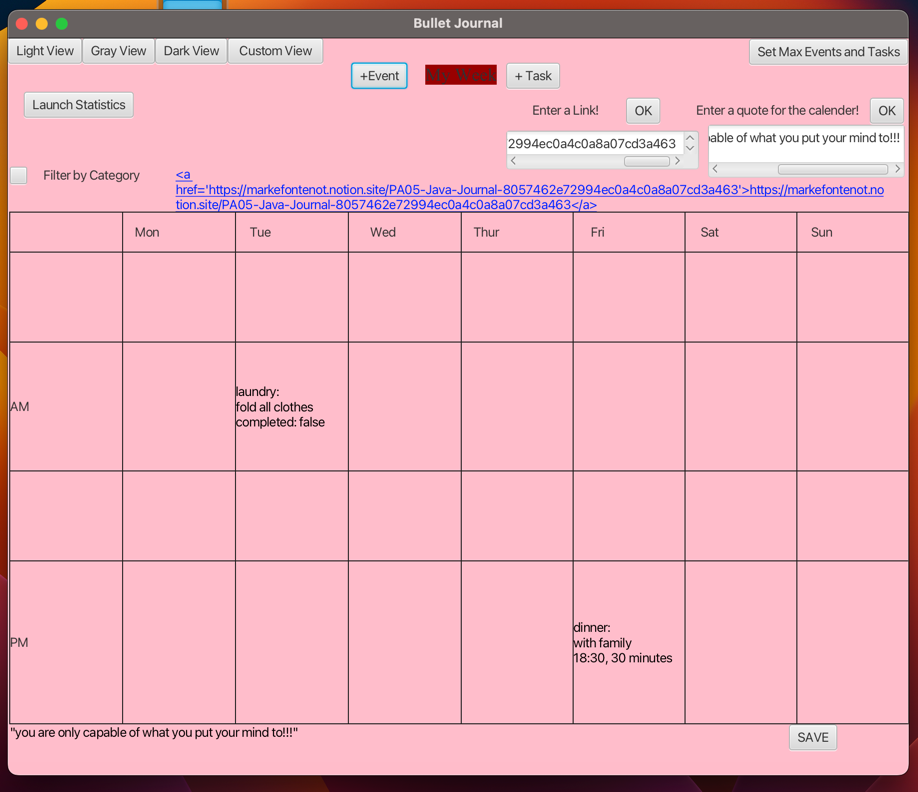 Bullet Journal
Light View
Gray View
Dark View
Custom View
Set Max Events and Tasks
+Event
My Week
+ Task
Launch Statistics
Enter a Link!
OK
Enter a quote for the calender!
OK
2994ec0a4c0a8a07cd3a463
able of what you put your mind to!!!
Filter by Category
<a
href='https://markefontenot.notion.site/PA05-Java-Journal-8057462e72994ec0a4c0a8a07cd3a463'>https://markefontenot.no
tion.site/PA05-Java-Journal-8057462e72994ec0a4c0a8a07cd3a463</a>
Mon
Tue
Wed
Thur
Fri
Sat
Sun
AM
laundry:
fold all clothes
completed: false
PM
dinner:
with family
18:30, 30 minutes
"you are only capable of what you put your mind to!!!"
SAVE